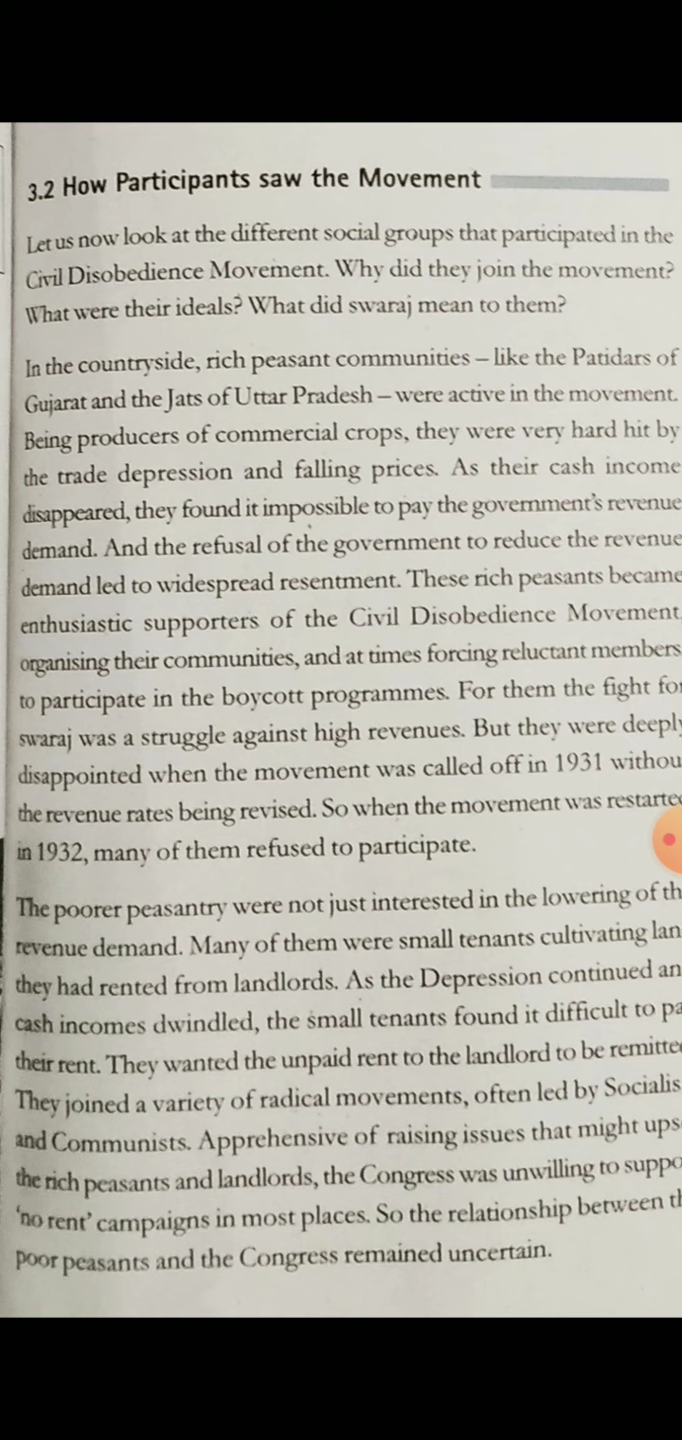 3.2 How Participants saw the Movement
Let us now look at the different social groups that participated in the
Civil Disobedience Movement. Why did they join the movement?
What were their ideals? What did swaraj mean to them?
In the countryside, rich peasant communities – like the Patidars of
Gujarat and the Jats of Uttar Pradesh – were active in the movement.
Being producers of commercial crops, they were very hard hit by
the trade depression and falling prices. As their cash income
disappeared, they found it impossible to pay the government's revenue
demand. And the refusal of the government to reduce the revenue
demand led to widespread resentment. These rich peasants became
enthusiastic supporters of the Civil Disobedience Movement,
organising their communities, and at times forcing reluctant members,
to participate in the boycott programmes. For them the fight for
swaraj was a struggle against high revenues. But they were deeply
disappointed when the movement was called off in 1931 withou
the revenue rates being revised. So when the movement was restarte
in 1932, many of them refused to participate.
The poorer peasantry were not just interested in the lowering of th
revenue demand. Many of them were small tenants cultivating lan
they had rented from landlords. As the Depression continued an
cash incomes dwindled, the small tenants found it difficult to pa
their rent. They wanted the unpaid rent to the landlord to be remitte
They joined a variety of radical movements, often led by Socialis
and Communists. Apprehensive of raising issues that might ups
the rich peasants and landlords, the Congress was unwilling to suppo
'no rent' campaigns in most places. So the relationship between th
poor peasants and the Congress remained uncertain.